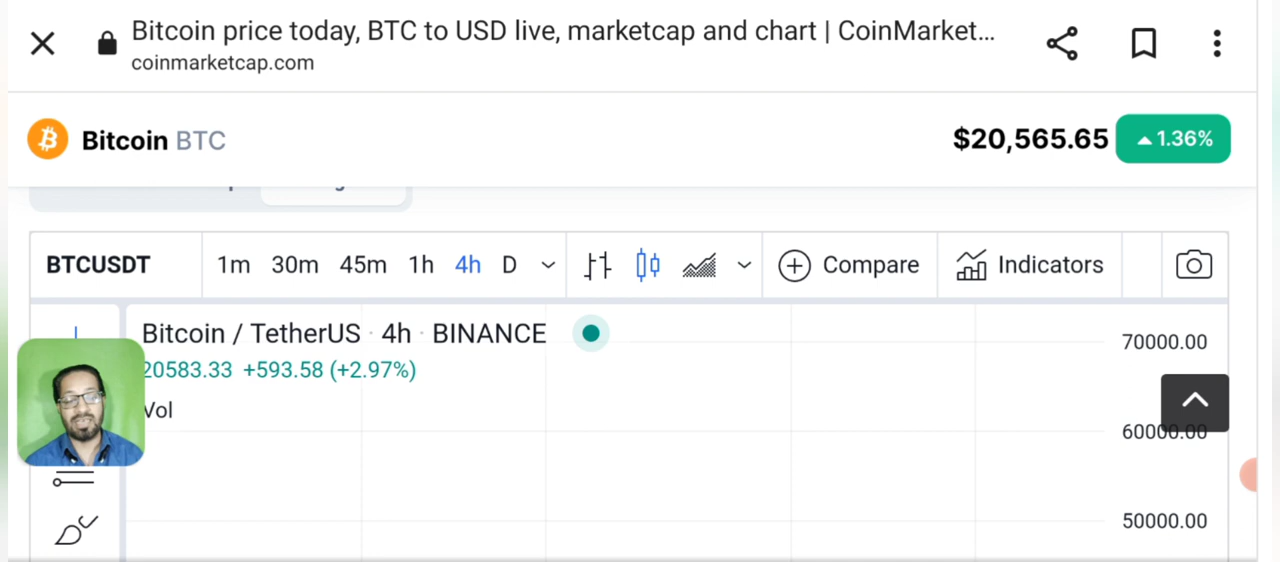 Bitcoin price today, BTC to USD live, marketcap and chart | CoinMarket...
coinmarketcap.com
Bitcoin BTC
$20,565.65
1.36%
BTCUSDT 1m 30m 45m 1h 4h D Compare Indicators
Bitcoin / TetherUS · 4h · BINANCE
20583.33 +593.58 (+2.97%)
Vol
70000.00
60000.00
50000.00